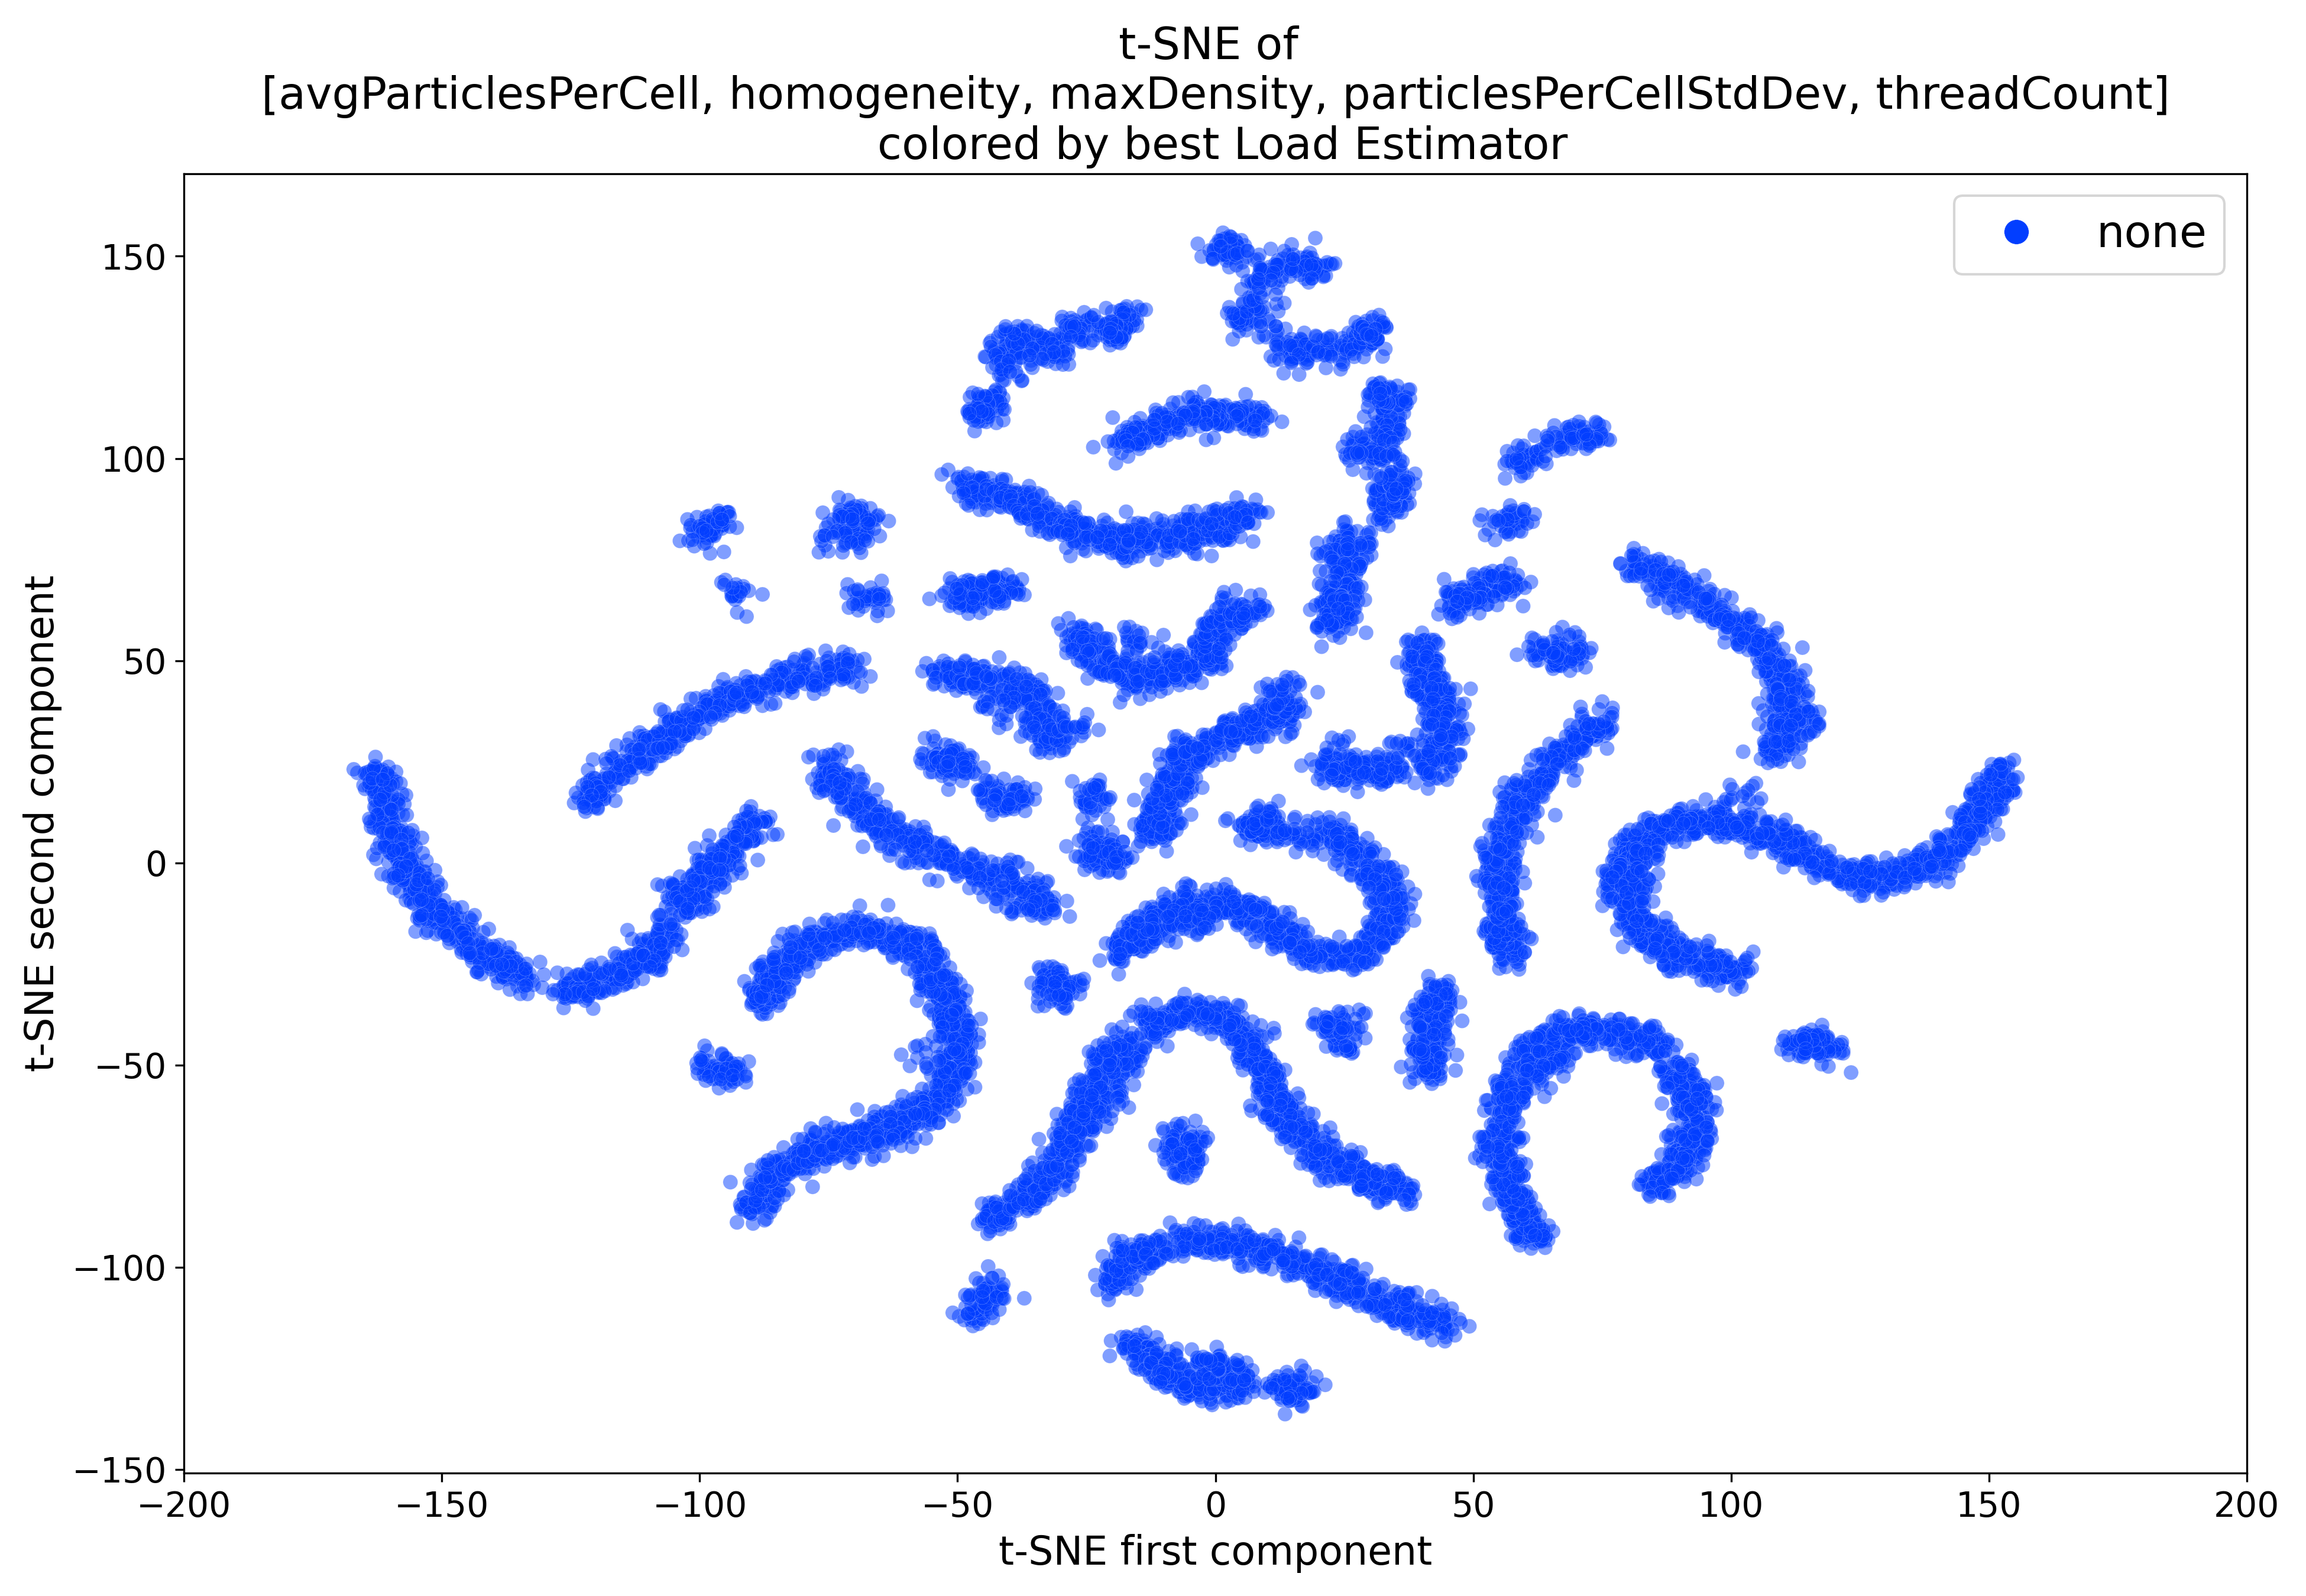 t-SNE of
[avgParticlesPerCell, homogeneity, maxDensity, particlesPerCellStdDev, threadCount]
colored by best Load Estimator
none
t-SNE second component
150
100
50
0
−50
−100
−150
−200
−150
−100
−50
0
50
100
150
200
t-SNE first component